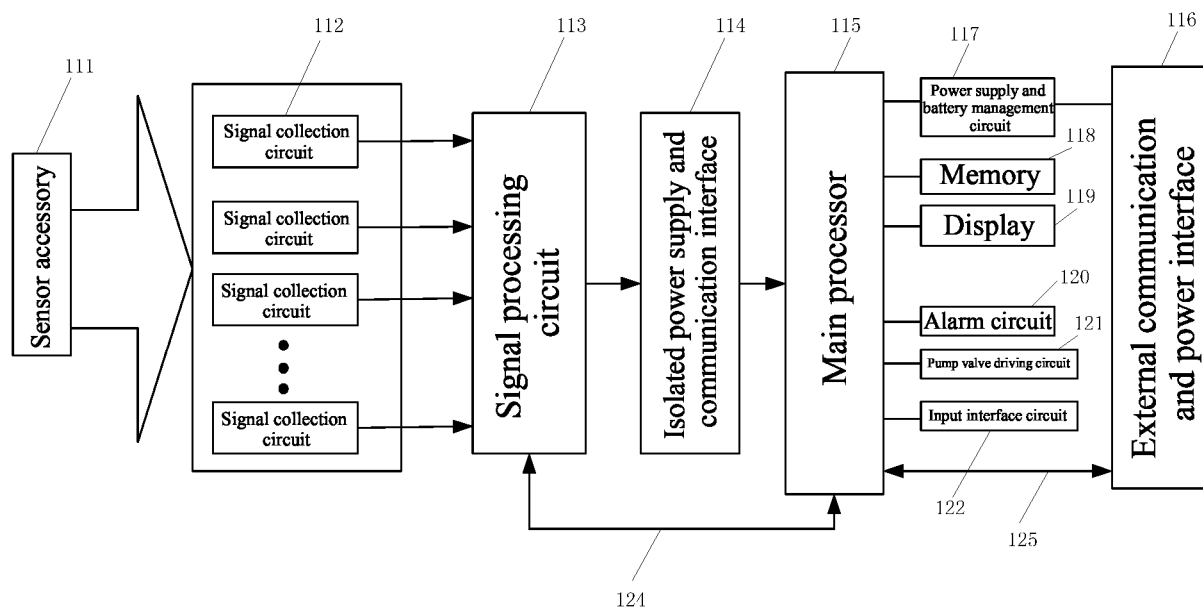 111
112
113
114
115
117
116
Sensor accessory
Signal collection
circuit
Signal collection
circuit
Signal collection
circuit
Signal collection
circuit
Signal processing
circuit
Isolated power supply and
communication interface
Main processor
Power supply and
battery management
circuit
118
Memory
119
Display
120
Alarm circuit
121
Pump valve driving circuit
Input interface circuit
122
External communication
and power interface
125
124